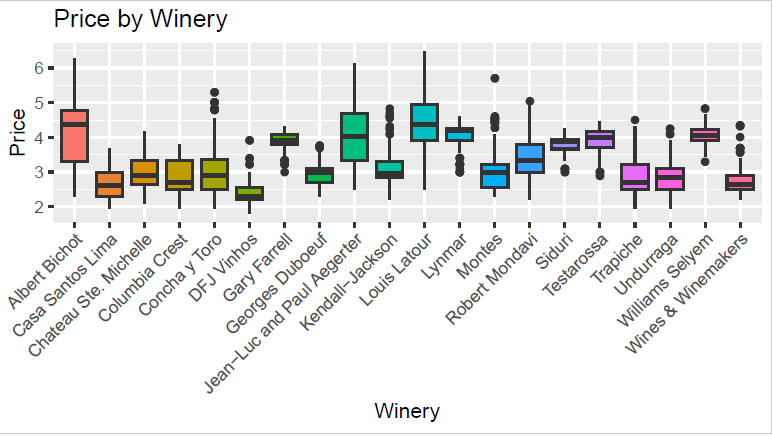 Price by Winery
Price
6
5
4
3
2
Albert Bichot
Casa Santos Lima
Chateau Ste. Michelle
Columbia Crest
Concha y Toro
DFJ Vinhos
Gary Farrell
Georges Duboeuf
Jean-Luc and Paul Aegerter
Kendall-Jackson
Louis Latour
Lynmar
Montes
Robert Mondavi
Siduri
Testarossa
Trapiche
Undurraga
Williams Selyem
Wines & Winemakers
Winery